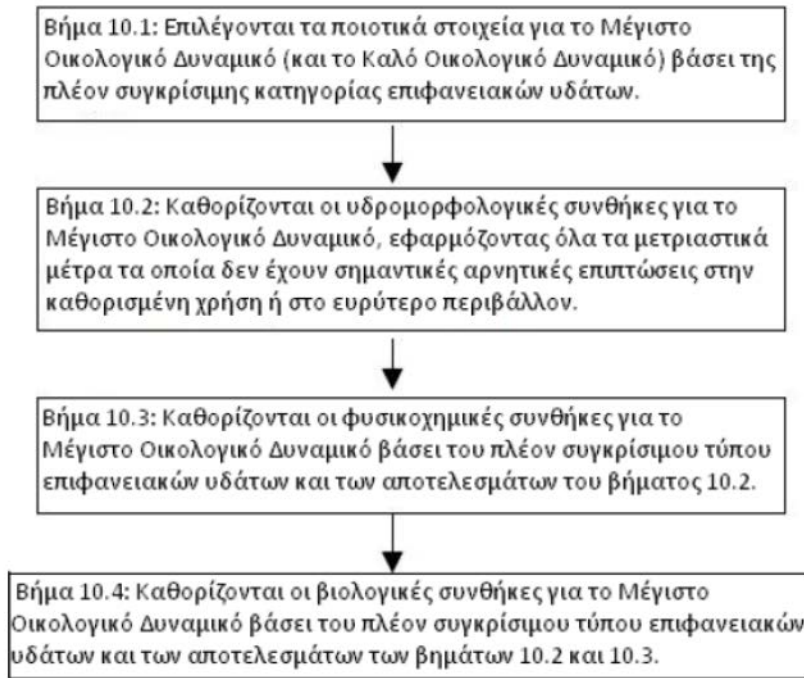 Βήμα 10.1: Επιλέγονται τα ποιοτικά στοιχεία για το Μέγιστο
Οικολογικό Δυναμικό (και το Καλό Οικολογικό Δυναμικό) βάσει της
πλέον συγκρίσιμης κατηγορίας επιφανειακών υδάτων.
Βήμα 10.2: Καθορίζονται οι υδρομορφολογικές συνθήκες για το
Μέγιστο Οικολογικό Δυναμικό, εφαρμόζοντας όλα τα μετριαστικά
μέτρα τα οποία δεν έχουν σημαντικές αρνητικές επιπτώσεις στην
καθορισμένη χρήση ή στο ευρύτερο περιβάλλον.
Βήμα 10.3: Καθορίζονται οι φυσικοχημικές συνθήκες για το
Μέγιστο Οικολογικό Δυναμικό βάσει του πλέον συγκρίσιμου τύπου
επιφανειακών υδάτων και των αποτελεσμάτων του βήματος 10.2.
Βήμα 10.4: Καθορίζονται οι βιολογικές συνθήκες για το Μέγιστο
Οικολογικό Δυναμικό βάσει του πλέον συγκρίσιμου τύπου επιφανειακών
υδάτων και των αποτελεσμάτων των βημάτων 10.2 και 10.3.